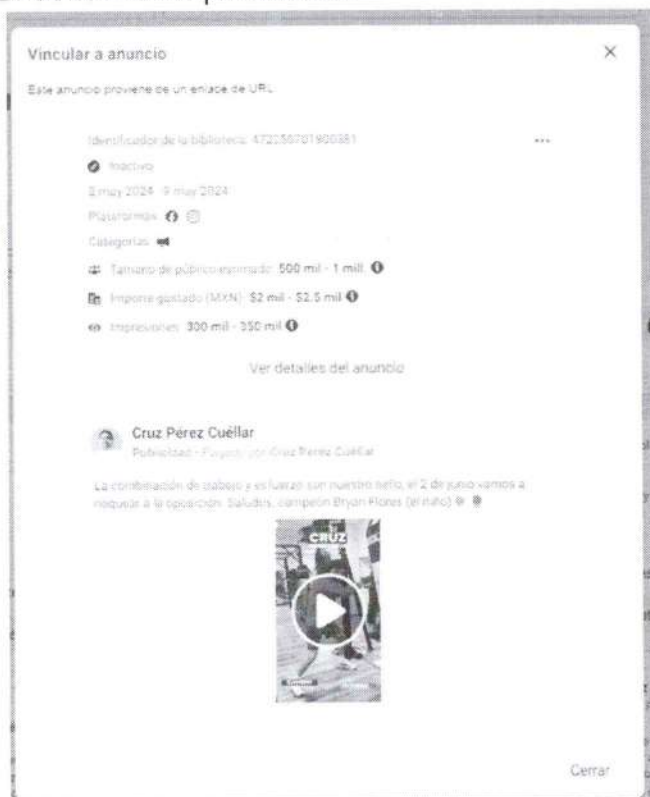 Vincular a anuncio
Este anuncio proviene de un enlace de URL
Identificador de la biblioteca:
Inactivo
2024 - 9 may 2024
Plataformas
Categorías
Tamaño de público estimado: 500 mil - 1 mill.
Importe gastado (MXN): $2 mil - $2.5 mil
Impresiones: 300 mil - 350 mil
Ver detalles del anuncio
Cruz Pérez Cuéllar
Publicidad • Pagado por Cruz Pérez Cuéllar
La combinación de trabajo y esfuerzo son nuestro sello, el 2 de junio vamos a
noquear a la oposición. Saludos, campeón Bryan Flores (el niño)
CRUZ
Cerrar